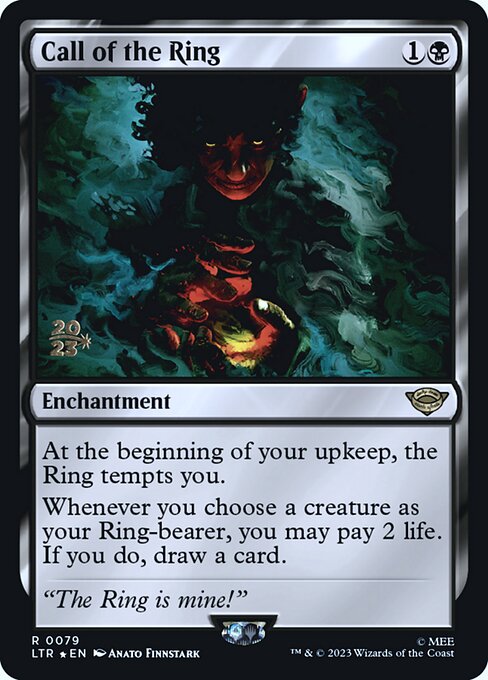 Call of the Ring 1
20
23
Enchantment
At the beginning of your upkeep, the
Ring tempts you.
Whenever you choose a creature as
your Ring-bearer, you may pay 2 life.
If you do, draw a card.
“The Ring is mine!”
R 0079
LTR ★ EN Anato Finnstark
© MEE
™ & © 2023 Wizards of the Coast